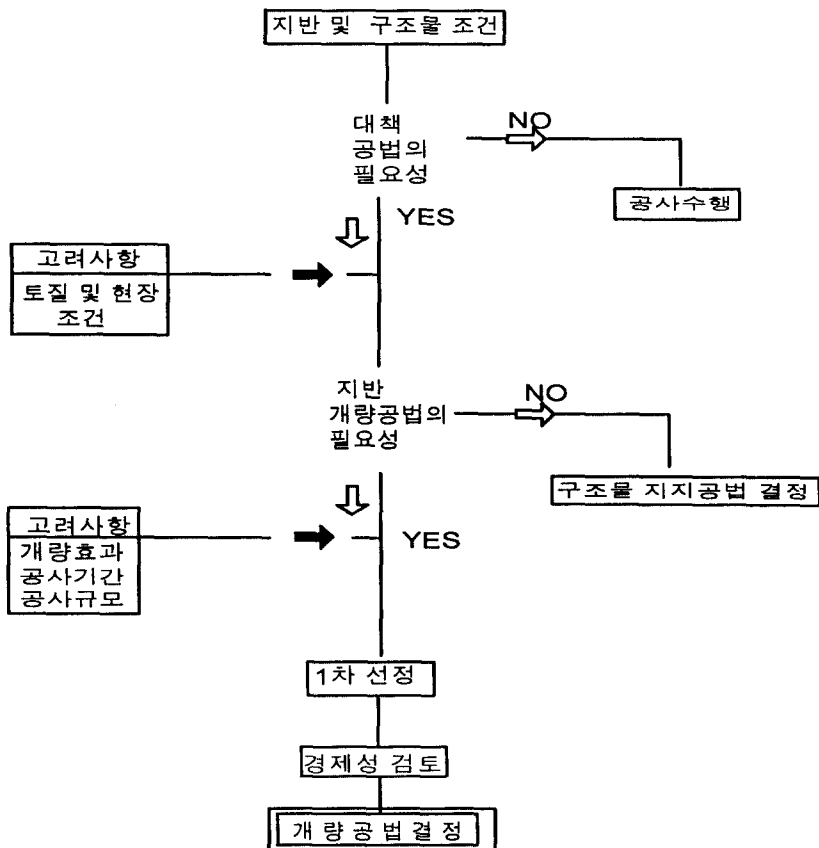 지반 및 구조물 조건
대책
공법의
필요성
NO
공사수행
YES
고려사항
토질 및 현장
조건
지반
개량공법의
필요성
NO
구조물 지지공법 결정
YES
고려사항
개량효과
공사기간
공사규모
1차 선정
경제성 검토
개량공법결정